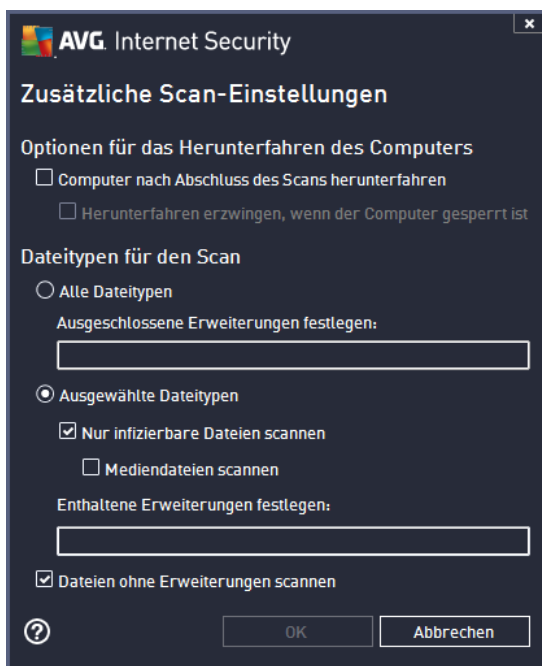 AVG. Internet Security
Zusätzliche Scan-Einstellungen
Optionen für das Herunterfahren des Computers
Computer nach Abschluss des Scans herunterfahren
Herunterfahren erzwingen, wenn der Computer gesperrt ist
Dateitypen für den Scan
Alle Dateitypen
Ausgeschlossene Erweiterungen festlegen:
Ausgewählte Dateitypen
Nur infizierbare Dateien scannen
Mediendateien scannen
Enthaltene Erweiterungen festlegen:
Dateien ohne Erweiterungen scannen
OK Abbrechen